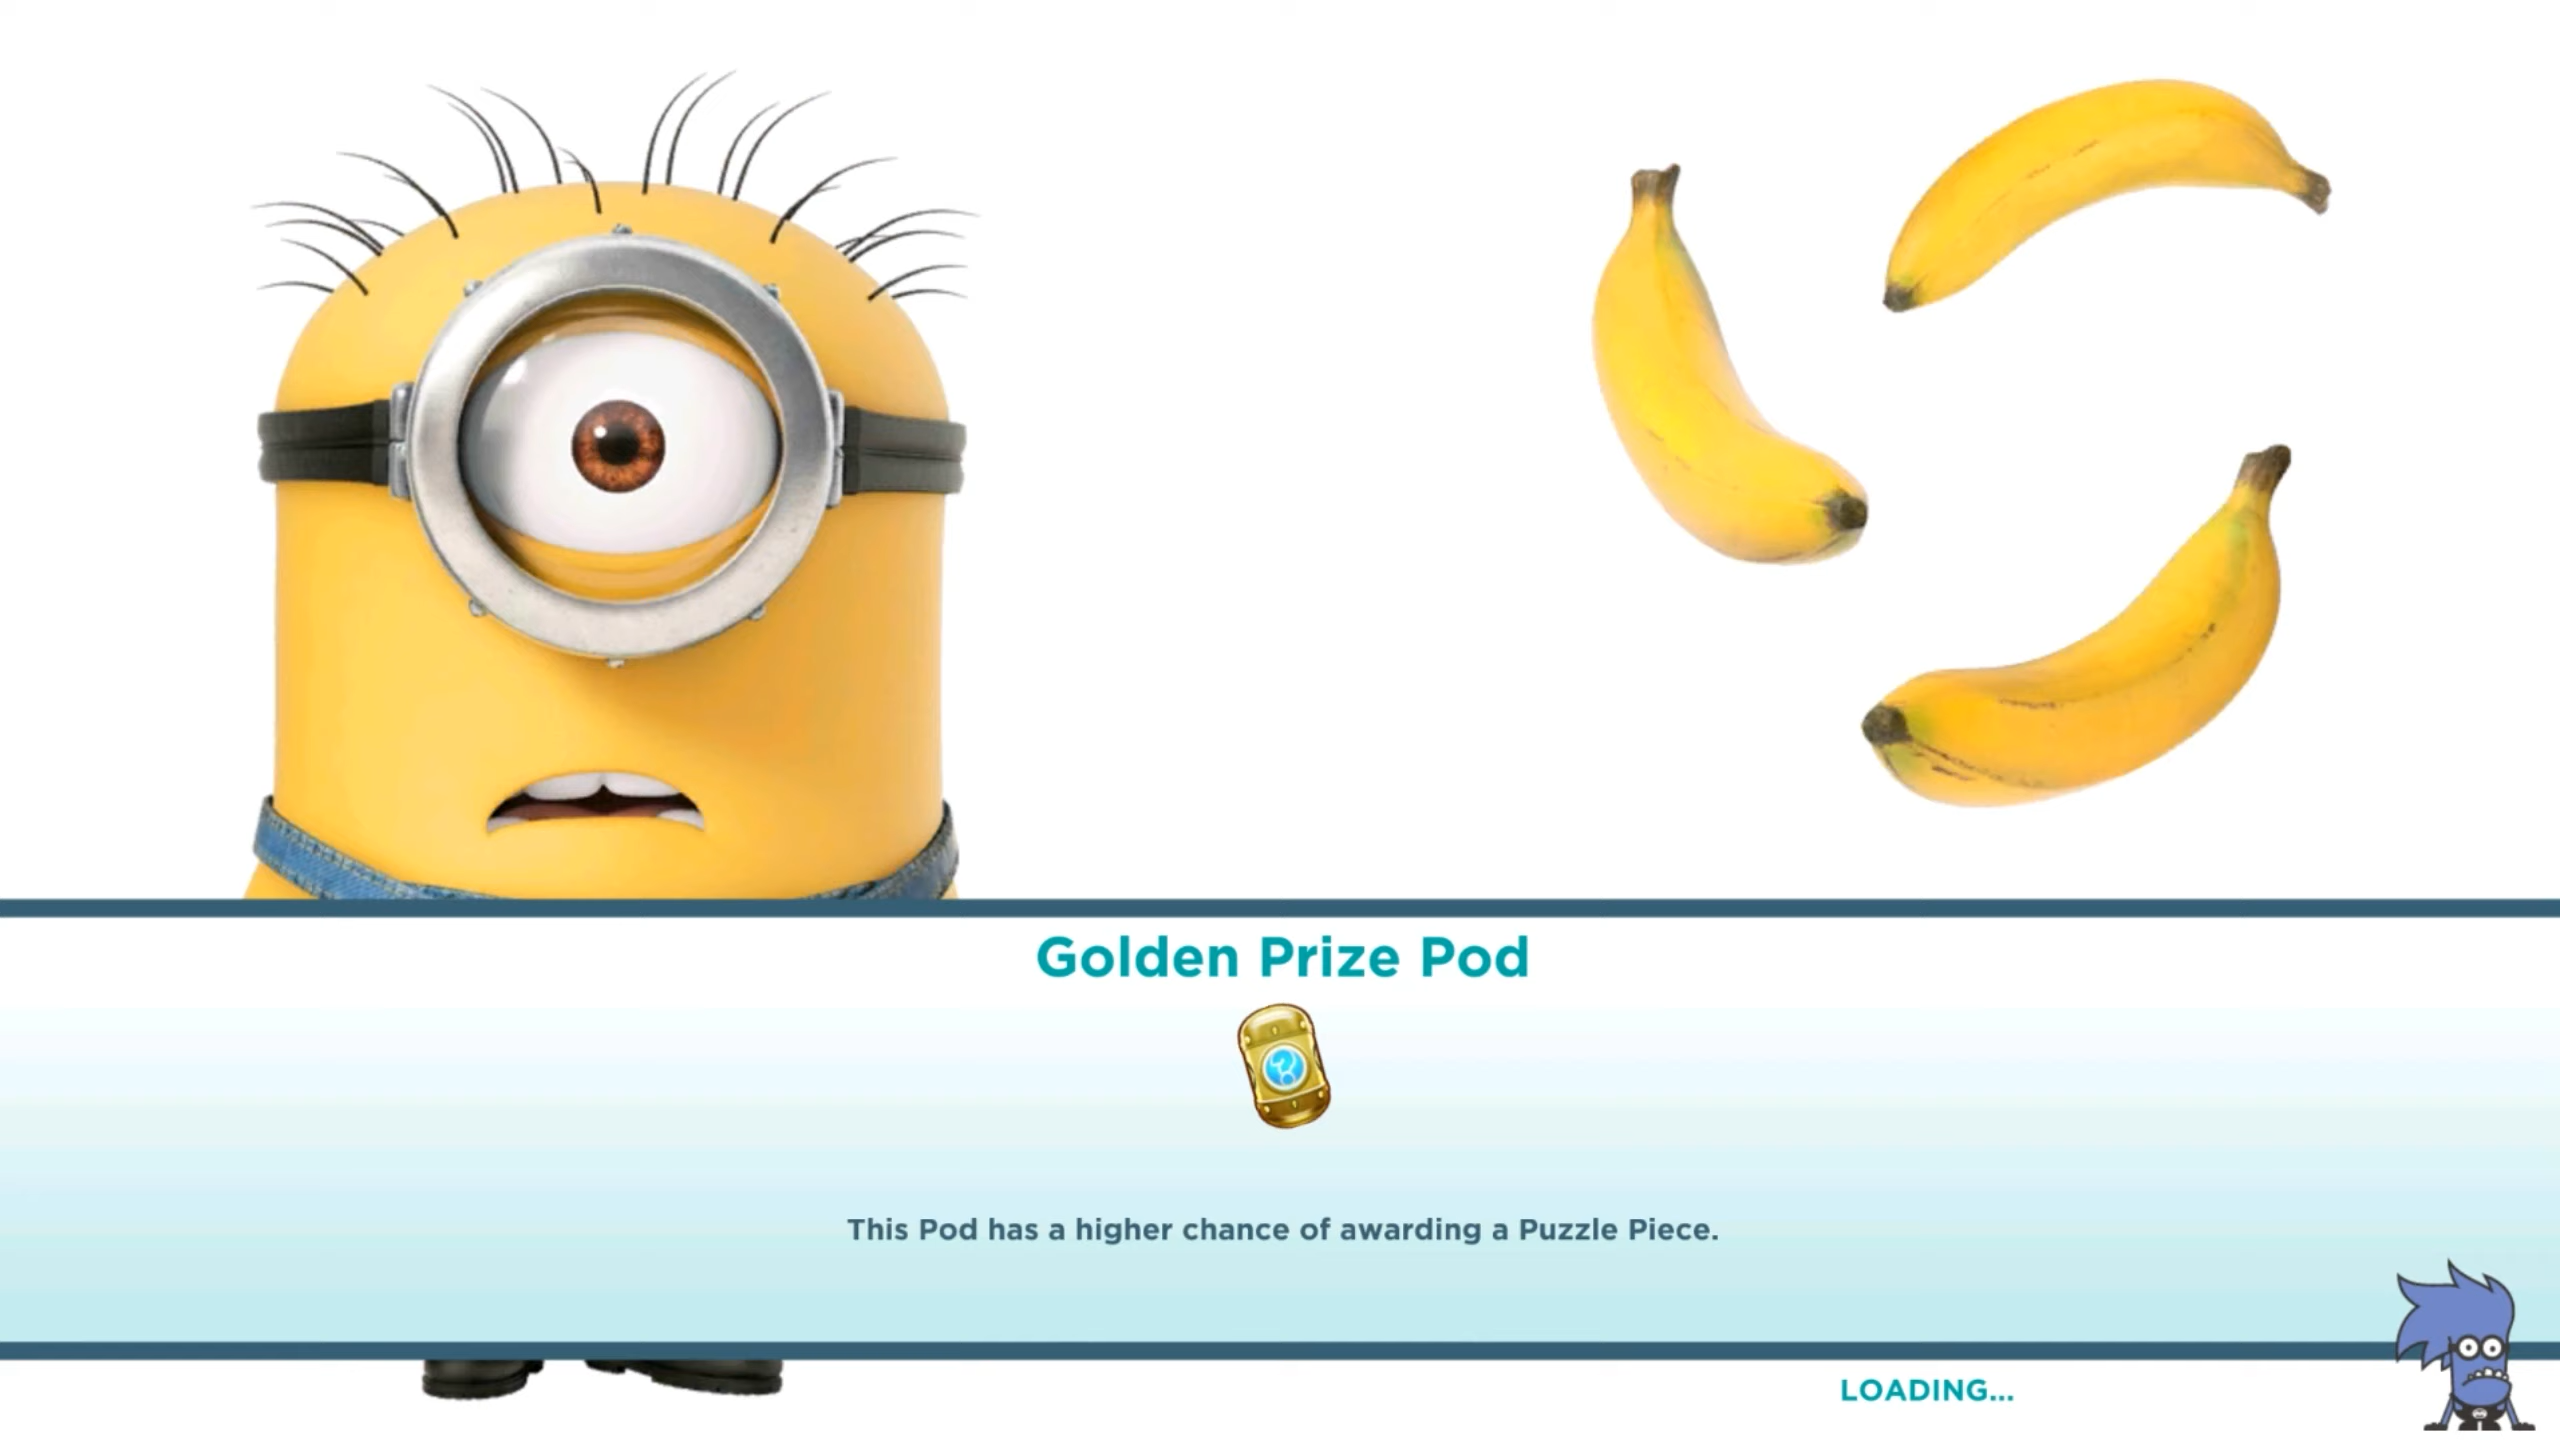 Golden Prize Pod
This Pod has a higher chance of awarding a Puzzle Piece.
LOADING...